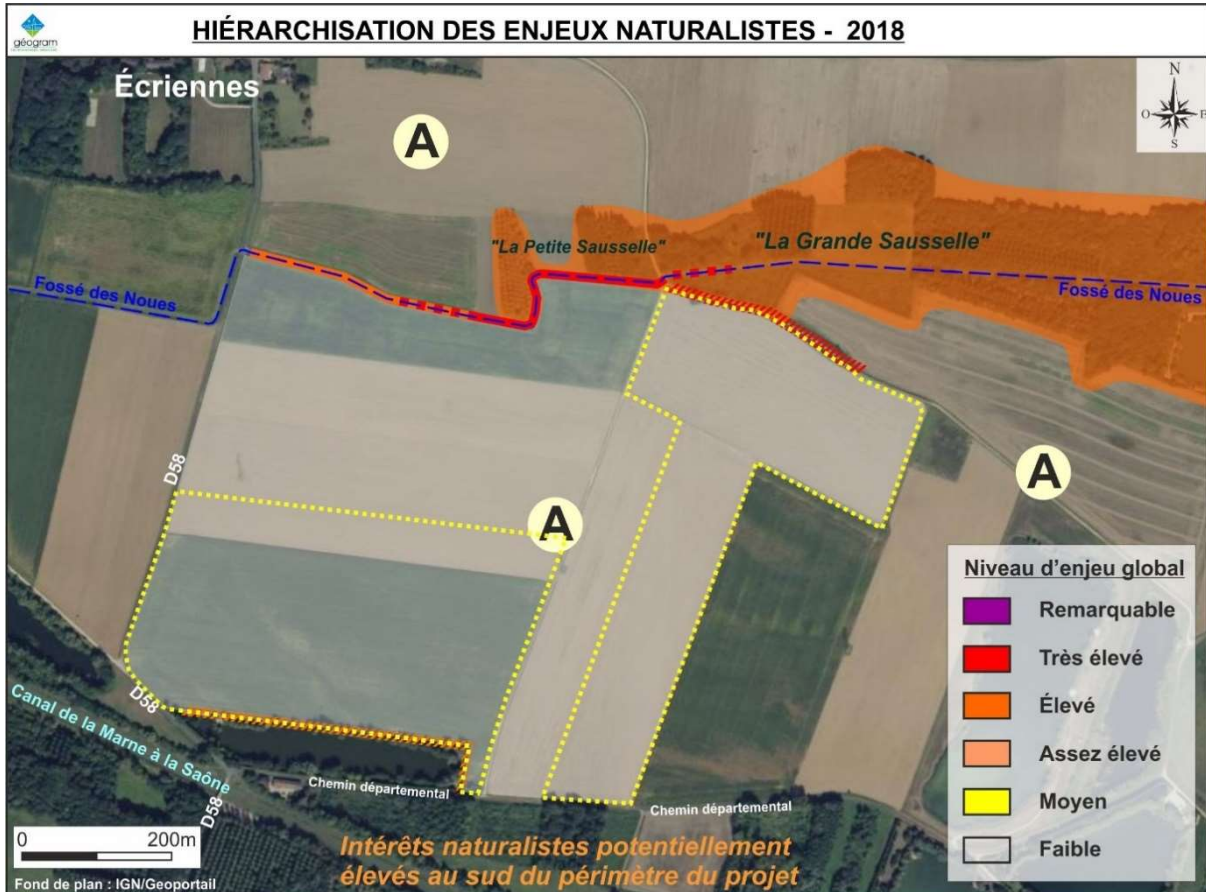 géogram
HIÉRARCHISATION DES ENJEUX NATURALISTES - 2018
Écriennes
N
O
E
S
A
"La Petite Sausselle"
"La Grande Sausselle"
Fossé des Noues
Fossé des Noues
D58
A
A
Niveau d'enjeu global
Remarquable
Très élevé
Élevé
Assez élevé
Moyen
Faible
D58
Canal de la Marne à la Saône
D58
Chemin départemental
Chemin départemental
0
200m
Intérêts naturalistes potentiellement
élevés au sud du périmètre du projet
Fond de plan : IGN/Geoportail